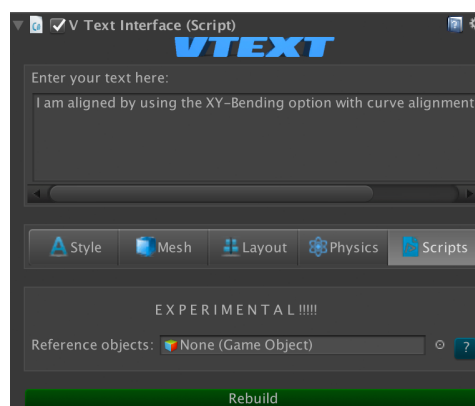 V Text Interface (Script)
VTEXT
Enter your text here:
I am aligned by using the XY-Bending option with curve alignment
Style Mesh Layout Physics Scripts
EXPERIMENTAL!!!!!
Reference objects: None (Game Object) ?
Rebuild